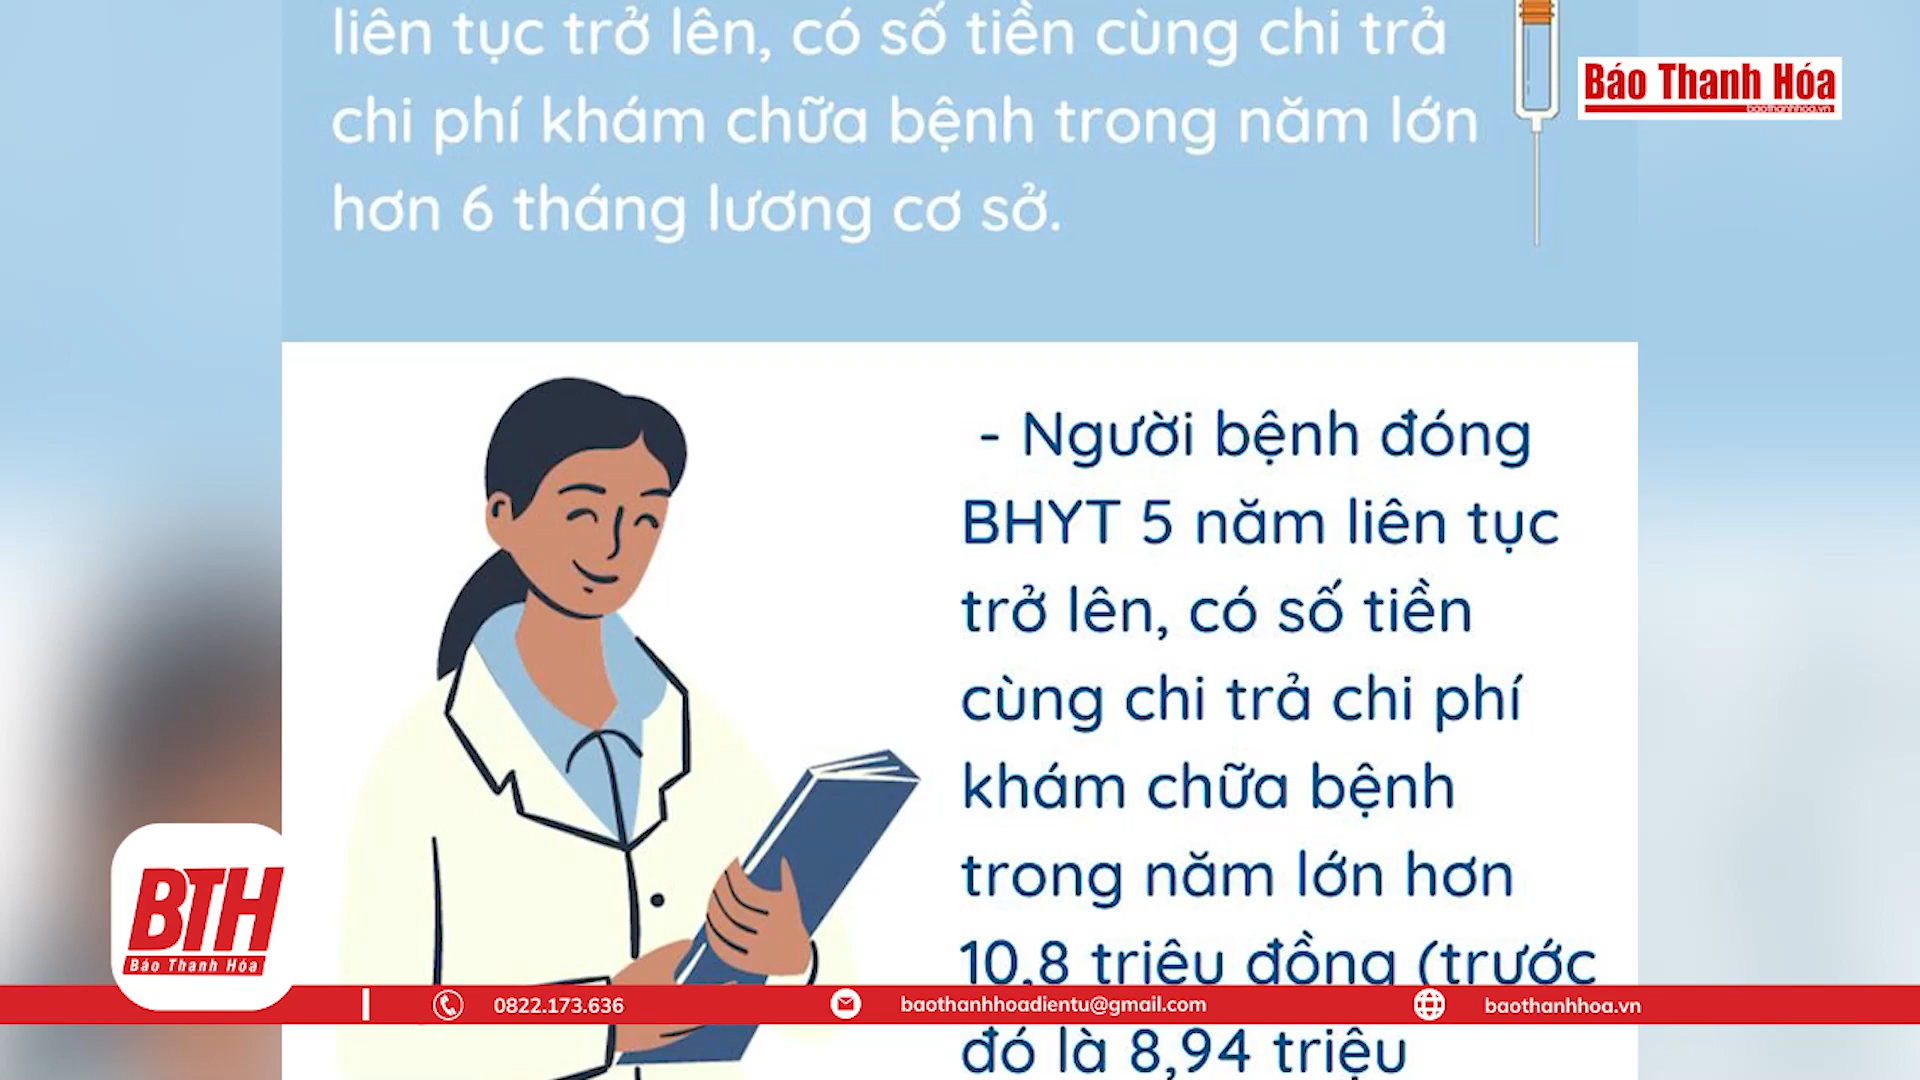 liên tục trở lên, có số tiền cùng chi trả
chi phí khám chữa bệnh trong năm lớn
hơn 6 tháng lương cơ sở.
Báo Thanh Hóa
baothanhhoa.vn
- Người bệnh đóng
BHYT 5 năm liên tục
trở lên, có số tiền
cùng chi trả chi phí
khám chữa bệnh
trong năm lớn hơn
10,8 triệu đồng (trước
đó là 8,94 triệu
BTH
Báo Thanh Hóa
0822.173.636
baothanhhoadientu@gmail.com
baothanhhoa.vn